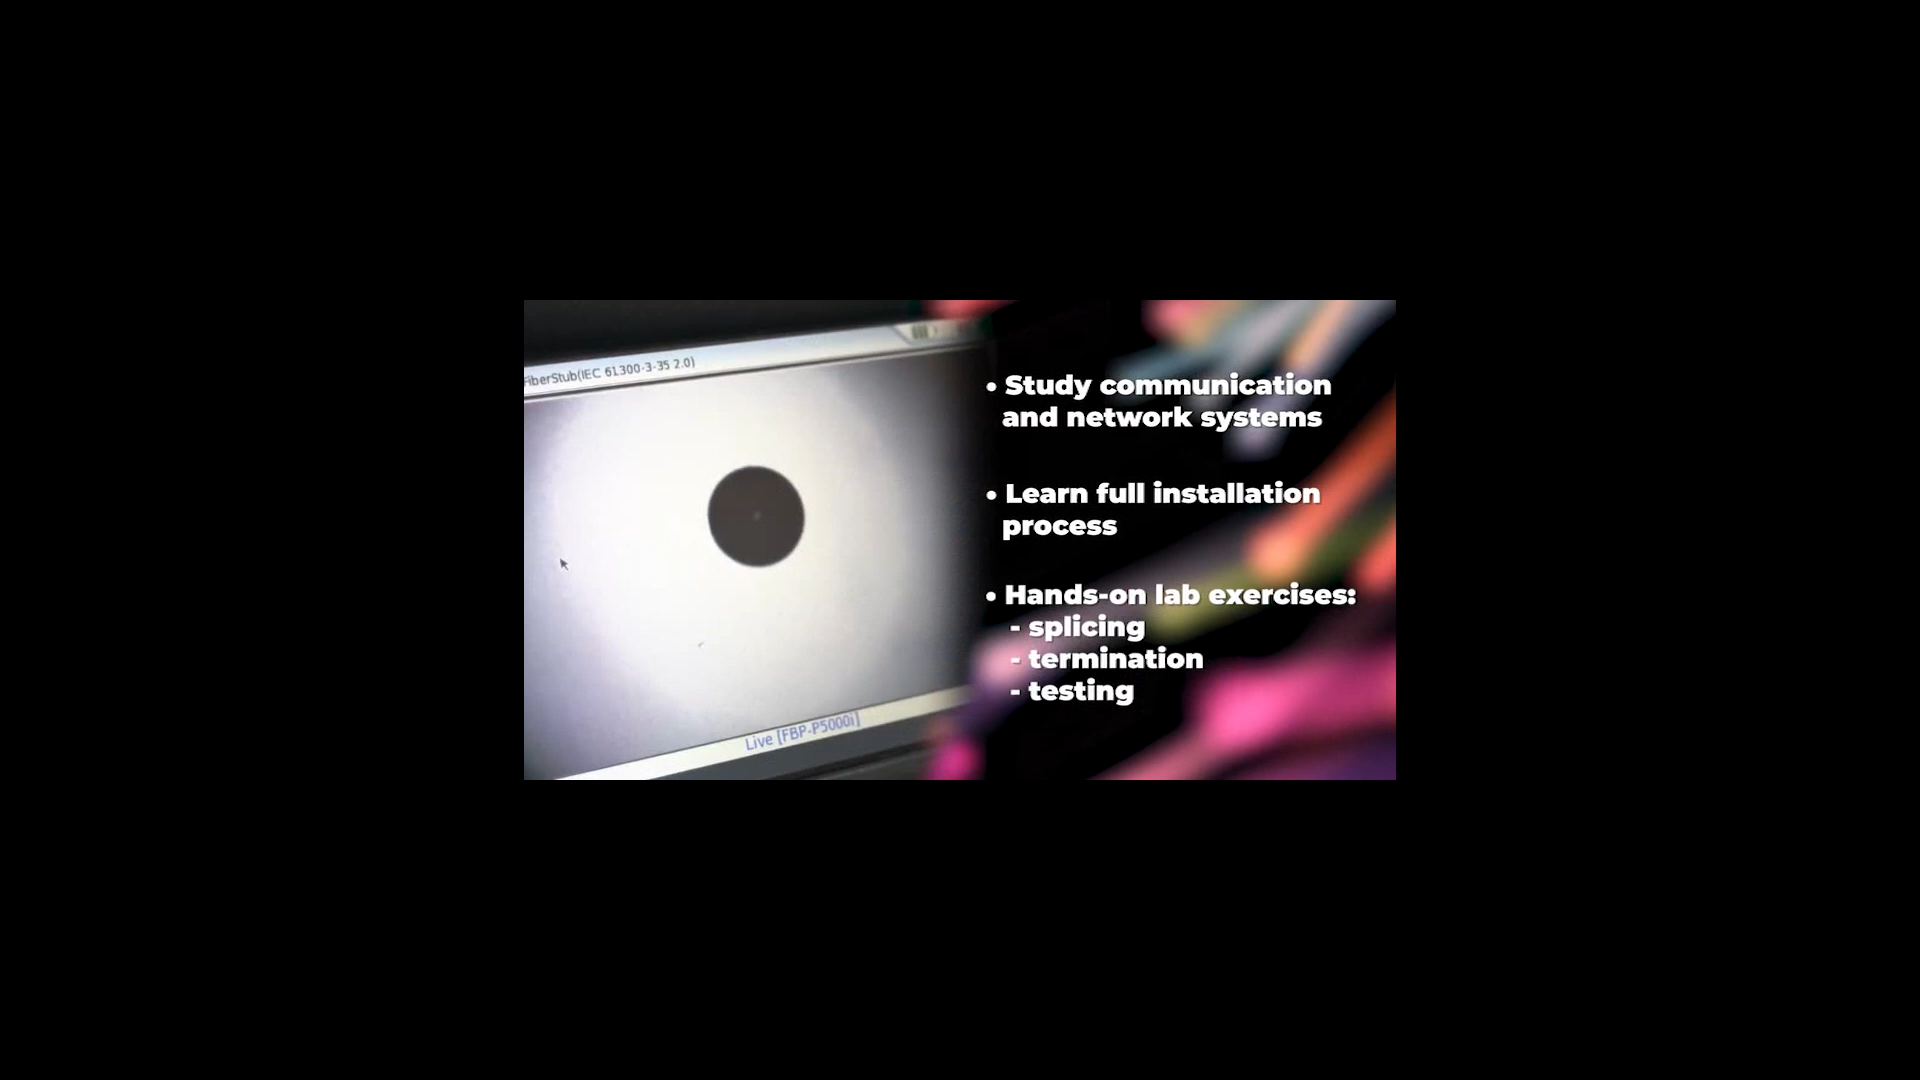 FiberStub(IEC 61300-3-35 2.0)
• Study communication
and network systems
• Learn full installation
process
• Hands-on lab exercises:
- splicing
- termination
- testing
Live [FBP-P5000i]